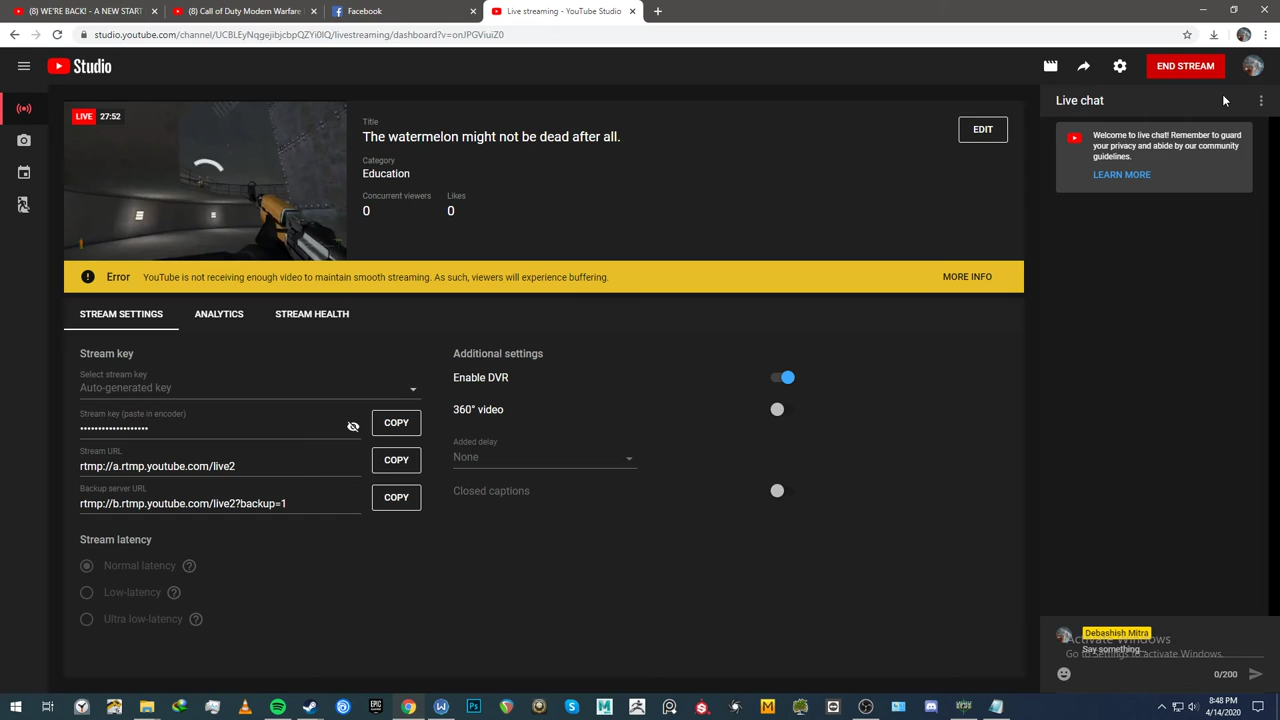 (8) WE'RE BACK! - A NEW START
(8) Call of Duty Modern Warfare
Facebook
Live streaming - YouTube Studio
studio.youtube.com/channel/UCBLEyNqgejibjcbpQZYi0lQ/livestreaming/dashboard?v=onJPGViuiZ0
Studio
END STREAM
LIVE 27:52
Title
The watermelon might not be dead after all.
EDIT
Category
Education
Concurrent viewers
Likes
0
0
Error YouTube is not receiving enough video to maintain smooth streaming. As such, viewers will experience buffering. MORE INFO
STREAM SETTINGS ANALYTICS STREAM HEALTH
Stream key
Select stream key
Auto-generated key
Stream key (paste in encoder)
•••••••••••••••••••
COPY
Stream URL
rtmp://a.rtmp.youtube.com/live2
COPY
Backup server URL
rtmp://b.rtmp.youtube.com/live2?backup=1
COPY
Stream latency
Normal latency
Low-latency
Ultra low-latency
Additional settings
Enable DVR
360° video
Added delay
None
Closed captions
Live chat
Welcome to live chat! Remember to guard
your privacy and abide by our community
guidelines.
LEARN MORE
Debashish Mitra
Say something...
Activate Windows
Go to Settings to activate Windows.
0/200
8:48 PM
4/14/2020